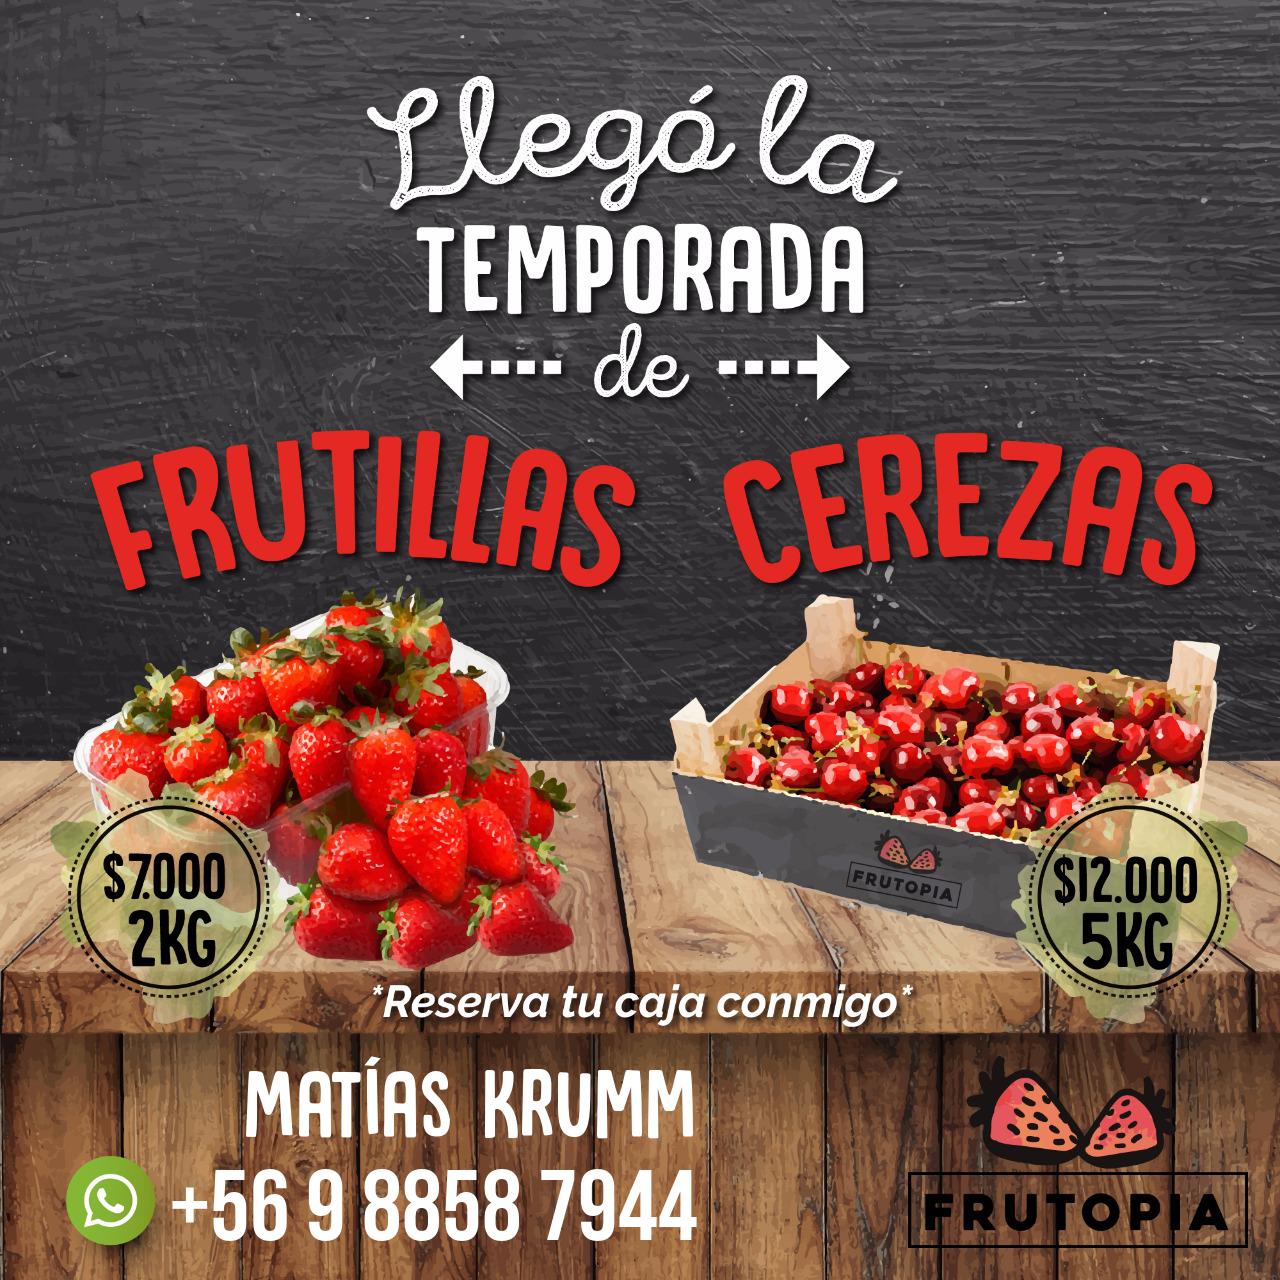 Llegó la
TEMPORADA
de
FRUTILLAS
CEREZAS
$7.000
2KG
FRUTOPIA
$12.000
5KG
*Reserva tu caja conmigo*
MATÍAS KRUMM
+56 9 8858 7944
FRUTOPIA